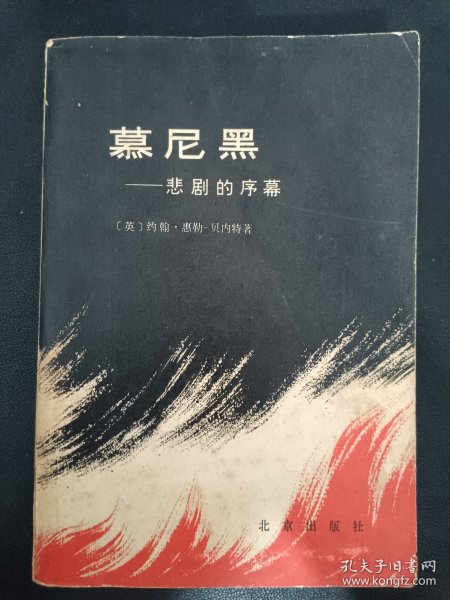 慕尼黑
——悲剧的序幕
〔英〕约翰·惠勒-贝内特著
北京出版社
孔夫子旧书网
www.kongfz.com